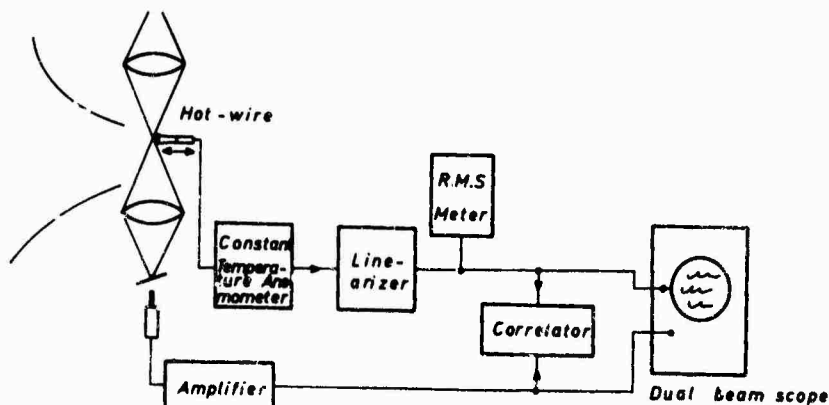 Hot-wire
R.M.S
Meter
Constant
Tempera-
ture Ane
mometer
Line-
arizer
Correlator
Amplifier
Dual beam scope